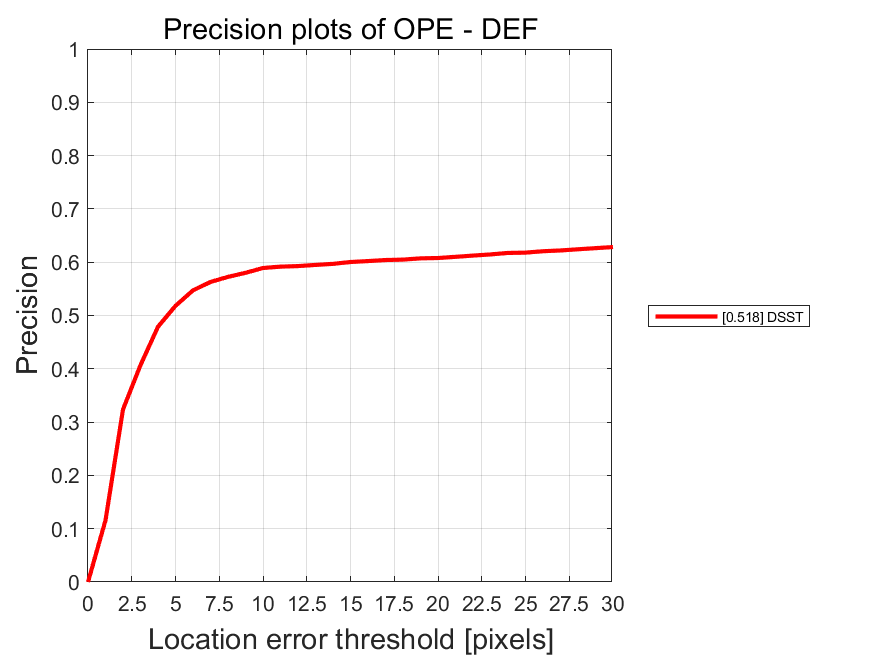 Precision plots of OPE - DEF
1
0.9
0.8
0.7
0.6
0.5
0.4
0.3
0.2
0.1
0
Precision
0 2.5 5 7.5 10 12.5 15 17.5 20 22.5 25 27.5 30
Location error threshold [pixels]
[0.518] DSST